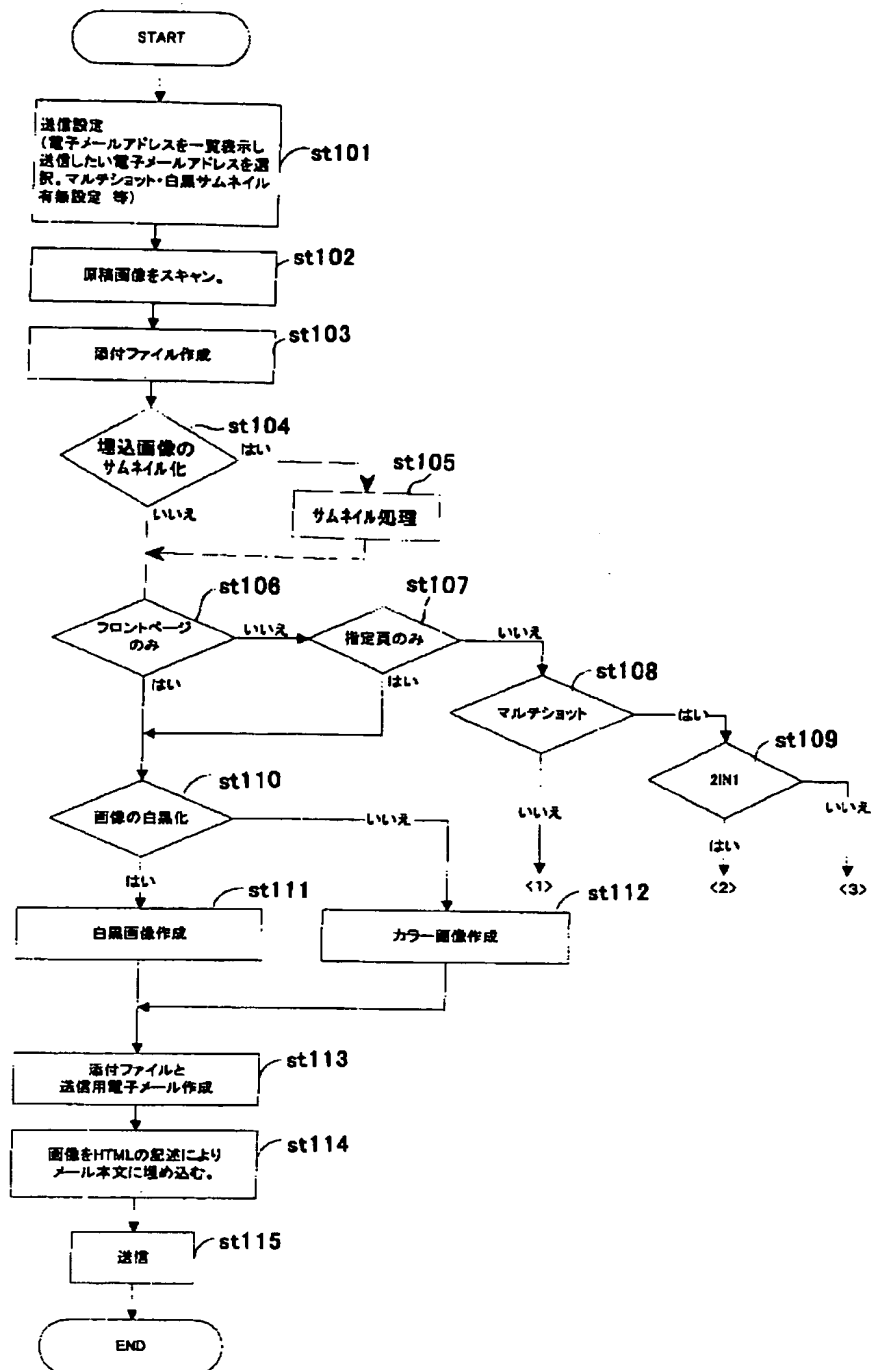 START
送信設定
(電子メールアドレスを一覧表示し
送信したい電子メールアドレスを選
択。マルチショット・白黒サムネイル
有無設定 等)
st101
原稿画像をスキャン。
st102
添付ファイル作成
st103
埋込画像の
サムネイル化
st104
はい
いいえ
サムネイル処理
st105
フロントページ
のみ
st106
いいえ
はい
指定頁のみ
st107
いいえ
はい
マルチショット
st108
はい
いいえ
<1>
2IN1
st109
いいえ
はい
<2>
<3>
画像の白黒化
st110
いいえ
はい
白黒画像作成
st111
カラー画像作成
st112
添付ファイルと
送信用電子メール作成
st113
画像をHTMLの記述により
メール本文に埋め込む。
st114
送信
st115
END